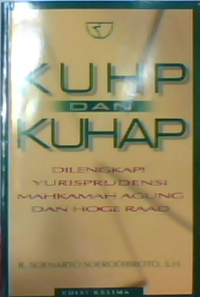 KUHP
DAN
KUHAP
DILENGKAPI
YURISPRUDENSI
MAHKAMAH AGUNG
DAN HOGE RAAD
R. SOENARTO SOERODIBROTO, S.H.
EDISI KELIMA